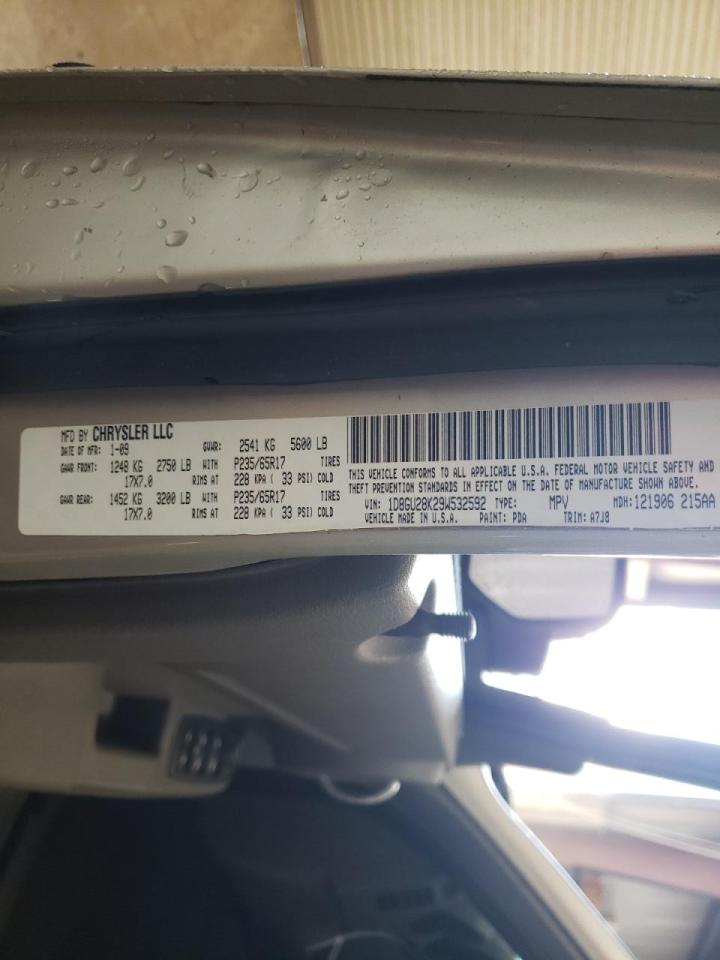 MFD BY CHRYSLER LLC
DATE OF MFR: 1-09 GVWR: 2541 KG 5600 LB
GAWR FRONT: 1248 KG 2750 LB WITH P235/65R17 TIRES
17X7.0 RIMS AT 228 KPA ( 33 PSI) COLD
GAWR REAR: 1452 KG 3200 LB WITH P235/65R17 TIRES
17X7.0 RIMS AT 228 KPA ( 33 PSI) COLD
THIS VEHICLE CONFORMS TO ALL APPLICABLE U.S.A. FEDERAL MOTOR VEHICLE SAFETY AND
THEFT PREVENTION STANDARDS IN EFFECT ON THE DATE OF MANUFACTURE SHOWN ABOVE.
VIN: 1D8GU28K29W532592 TYPE: MPV MDH: 121906 215AA
VEHICLE MADE IN U.S.A. PAINT: PDA TRIM: A7J8